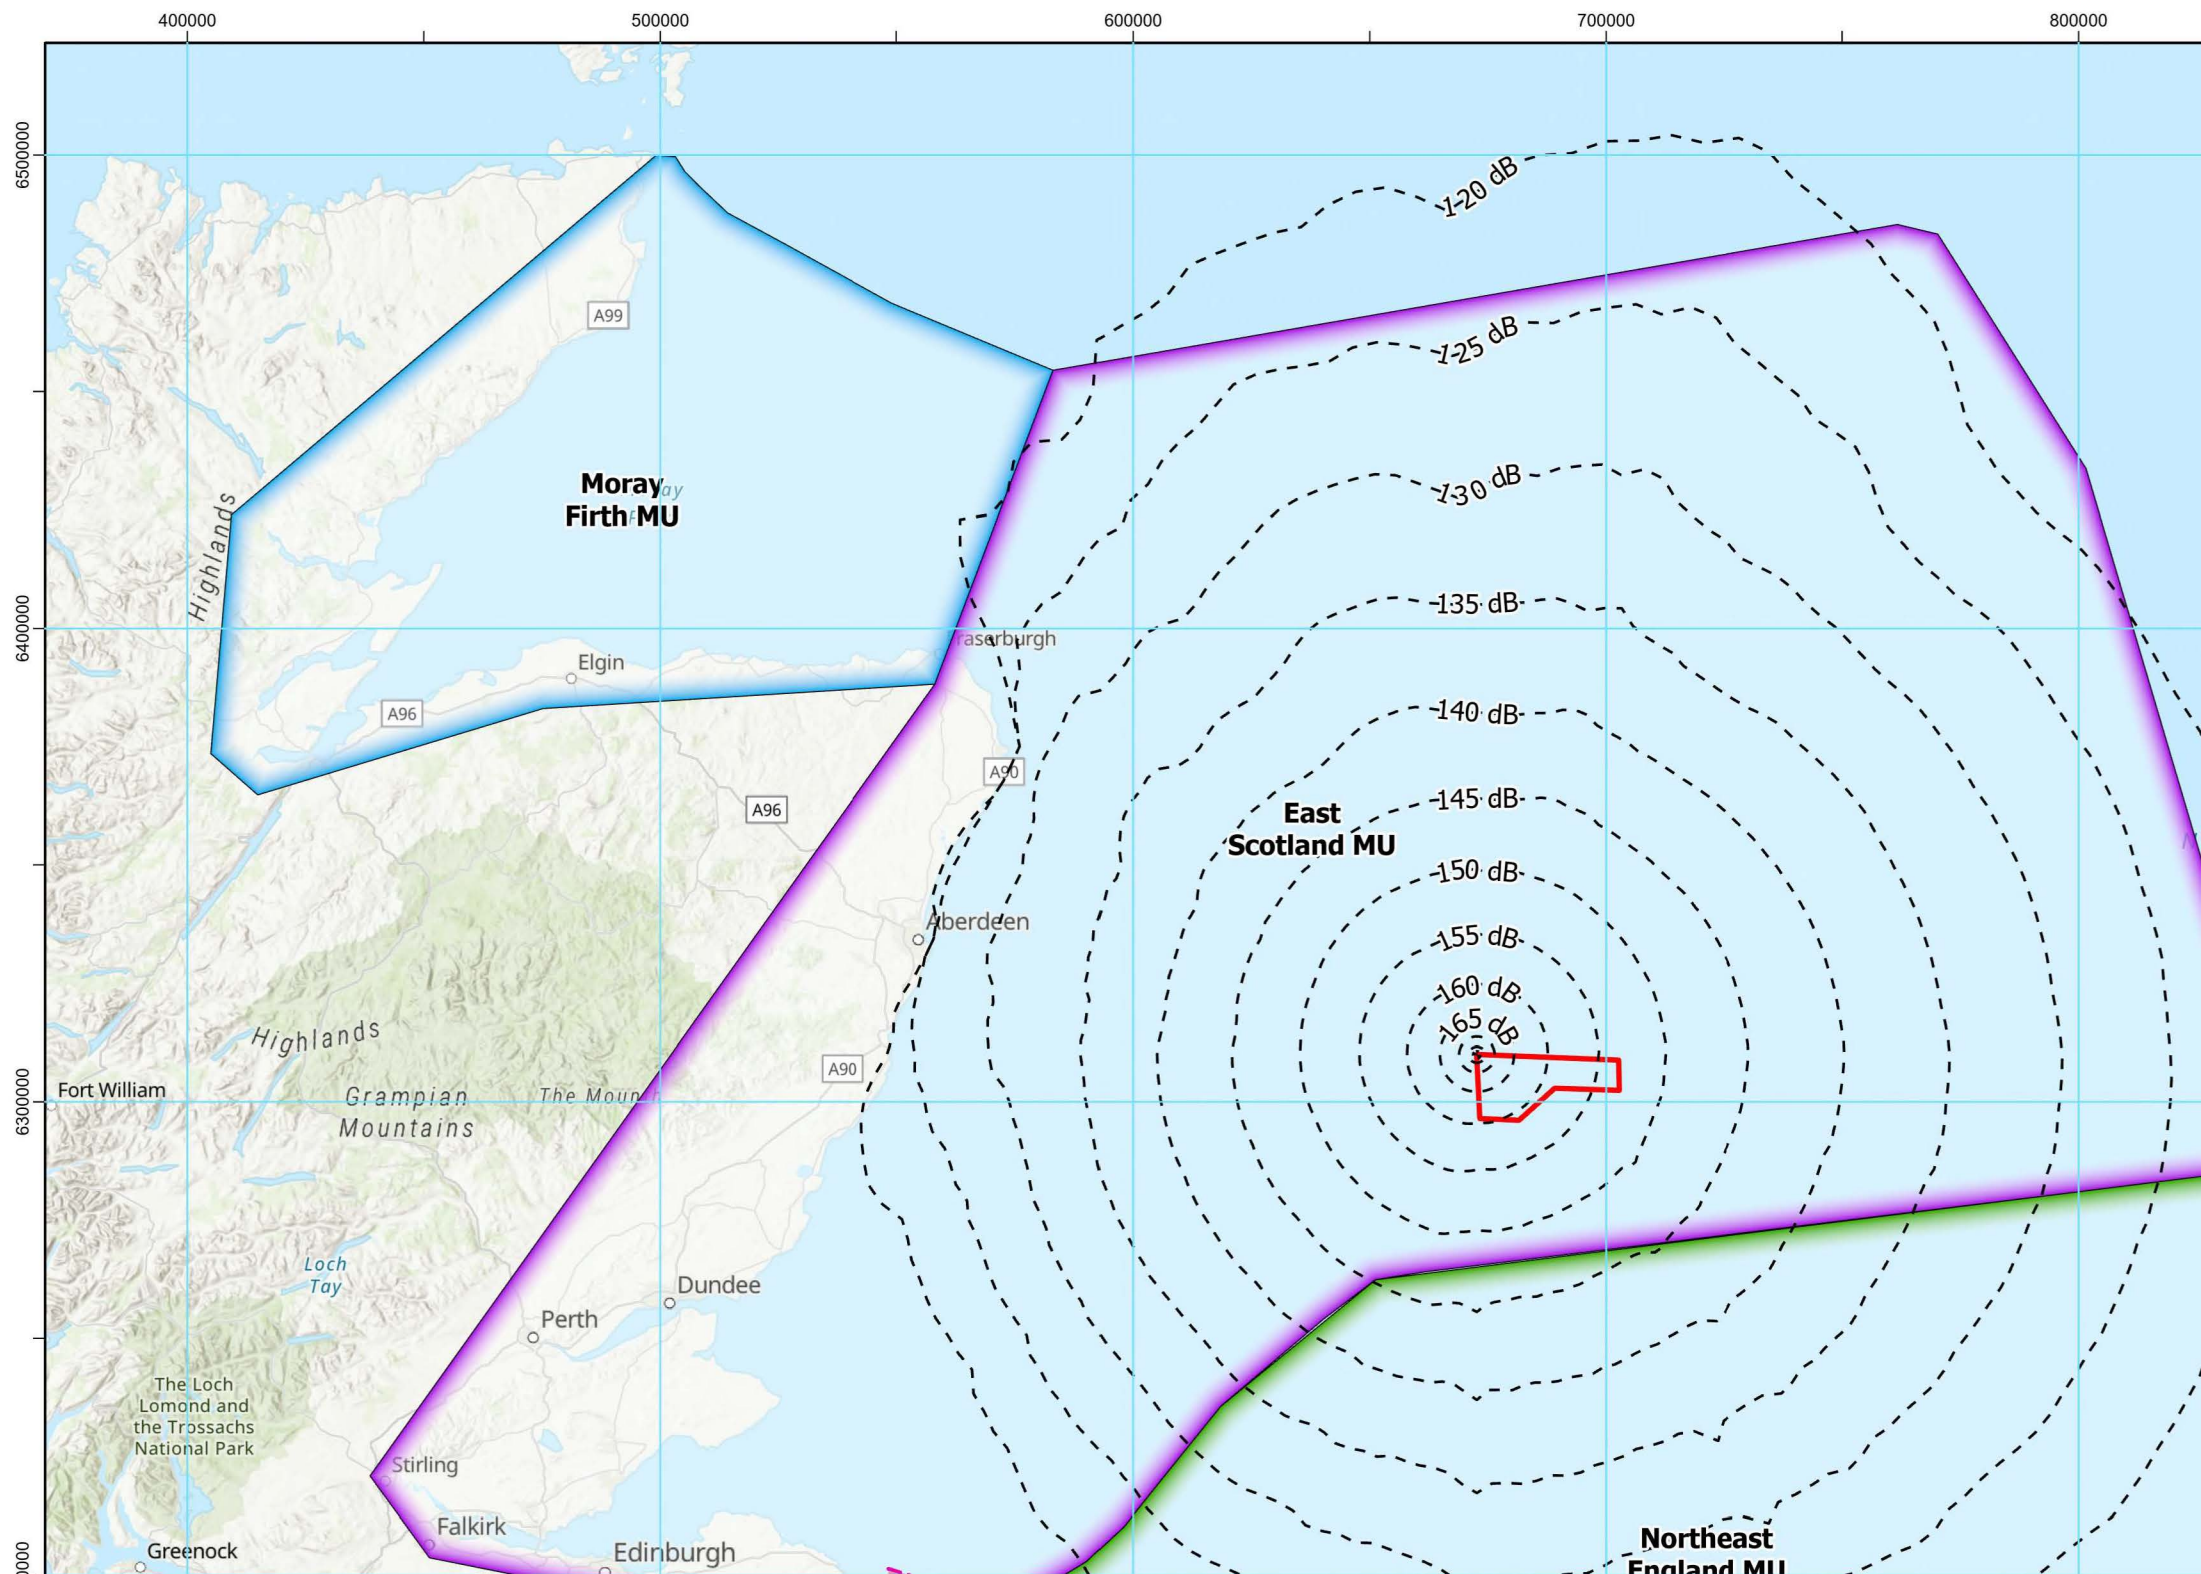 400000
500000
600000
700000
800000
6500000
6400000
6300000
120 dB
125 dB
130 dB
135 dB
140 dB
145 dB
150 dB
155 dB
160 dB
165 dB
A99
Moray
Firth MU
Highlands
raserburgh
Elgin
A96
A90
A96
East
Scotland MU
Aberdeen
Highlands
A90
Fort William
Grampian
Mountains
The Moun
Loch
Tay
Dundee
Perth
The Loch
Lomond and
the Trossachs
National Park
Stirling
Falkirk
Greenock
Edinburgh
Northeast
England MU